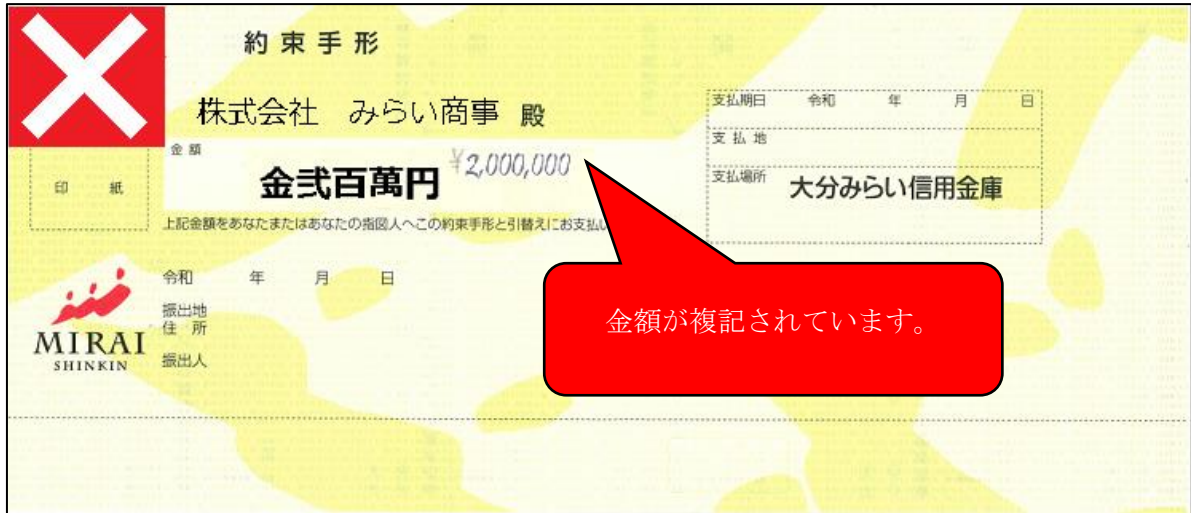 約束手形
株式会社　みらい商事　殿
支払期日　令和　年　月　日
支払地
支払場所　大分みらい信用金庫
金額
金弐百萬円　¥2,000,000
印　紙
上記金額をあなたまたはあなたの指図人へこの約束手形と引替えにお支払い
金額が複記されています。
令和　年　月　日
振出地
住　所
振出人
MIRAI
SHINKIN